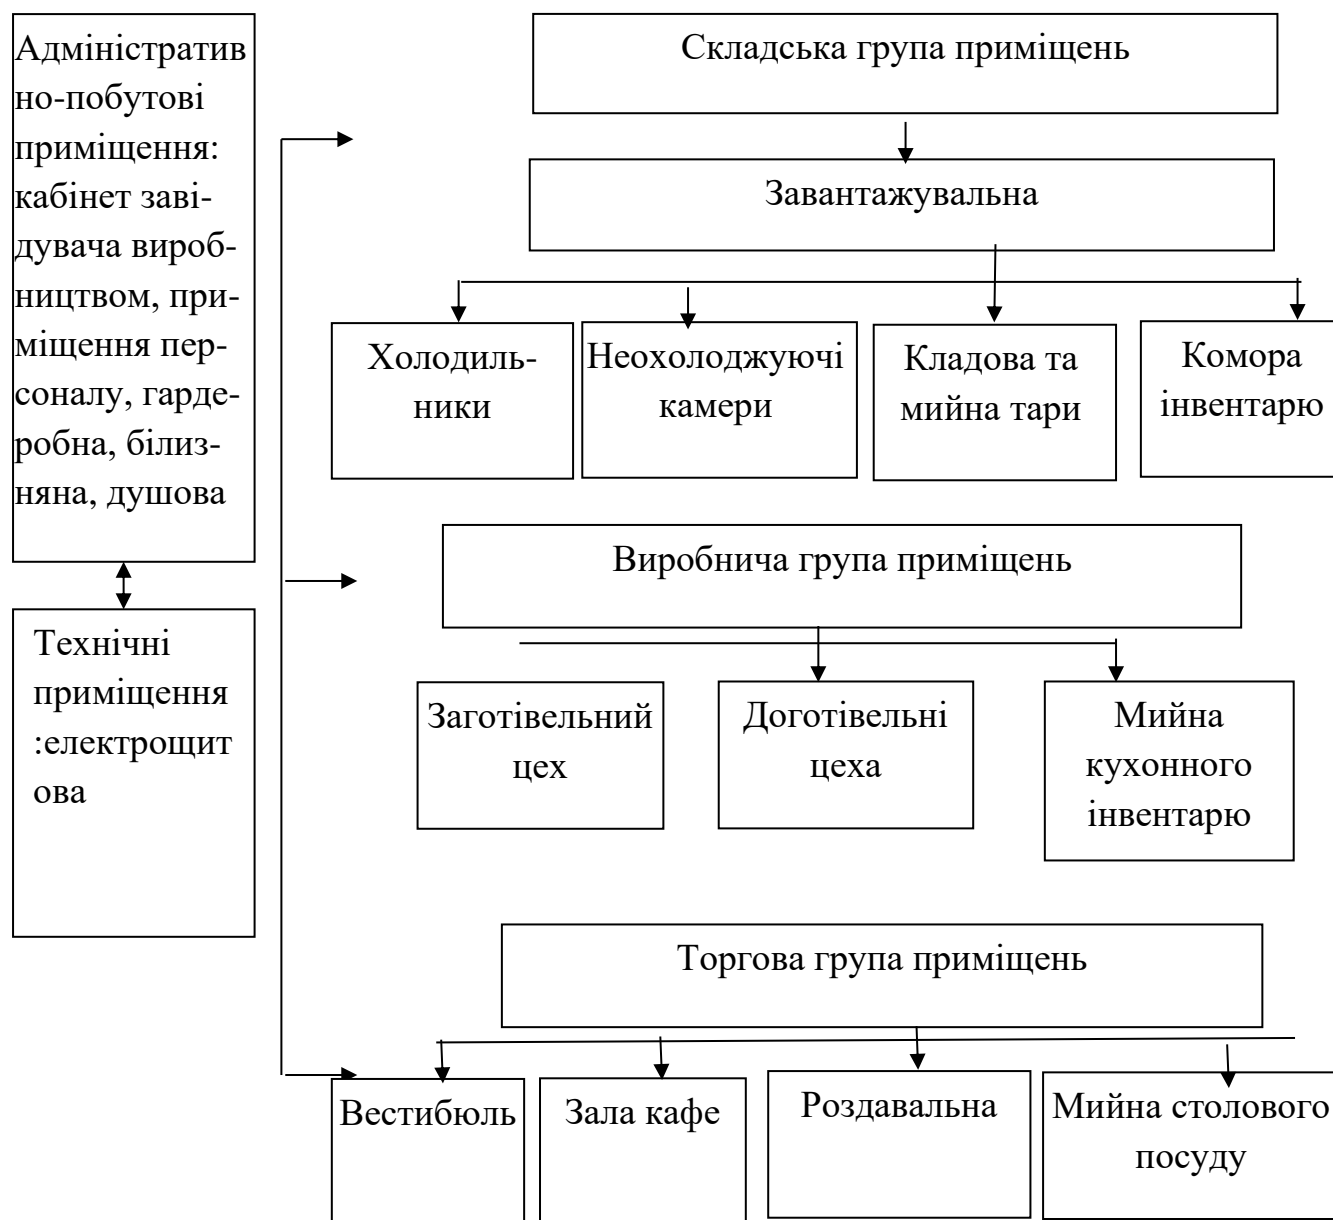 Адміністратив
но-побутові
приміщення:
кабінет заві-
дувача вироб-
ництвом, при-
міщення пер-
соналу, гарде-
робна, білиз-
няна, душова
Технічні
приміщення
:електрощит
ова
Складська група приміщень
Завантажувальна
Холодиль-
ники
Неохолоджуючі
камери
Кладова та
мийна тари
Комора
інвентарю
Виробнича група приміщень
Заготівельний
цех
Доготівельні
цеха
Мийна
кухонного
інвентарю
Торгова група приміщень
Вестибюль
Зала кафе
Роздавальна
Мийна столового
посуду